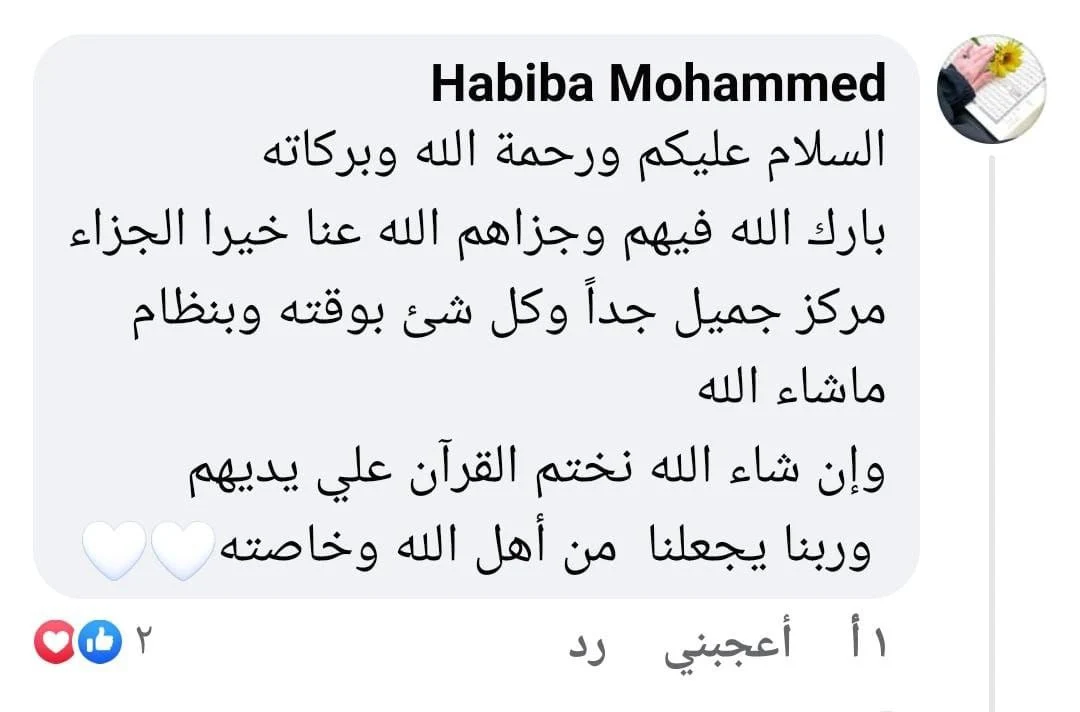 Habiba Mohammed
السلام عليكم ورحمة الله وبركاته
بارك الله فيهم وجزاهم الله عنا خيرا الجزاء
مركز جميل جداً وكل شئ بوقته وبنظام
ماشاء الله
وإن شاء الله نختم القرآن علي يديهم
وربنا يجعلنا من أهل الله وخاصته🤍🤍
١ أ أعجبني رد ٢